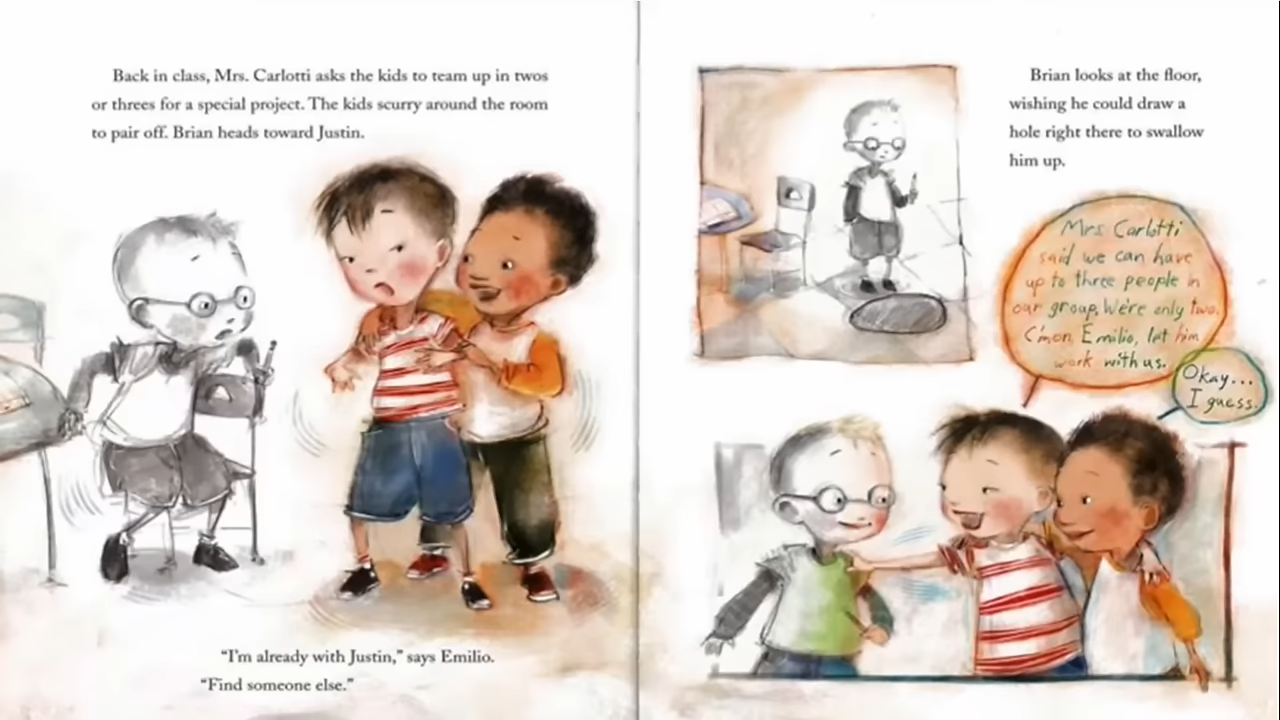 Back in class, Mrs. Carlotti asks the kids to team up in twos
or threes for a special project. The kids scurry around the room
to pair off. Brian heads toward Justin.
“I’m already with Justin,” says Emilio.
“Find someone else.”
Brian looks at the floor,
wishing he could draw a
hole right there to swallow
him up.
Mrs. Carlotti
said we can have
up to three people in
our group. We're only two.
C'mon, Emilio, let him
work with us.
Okay...
I guess.